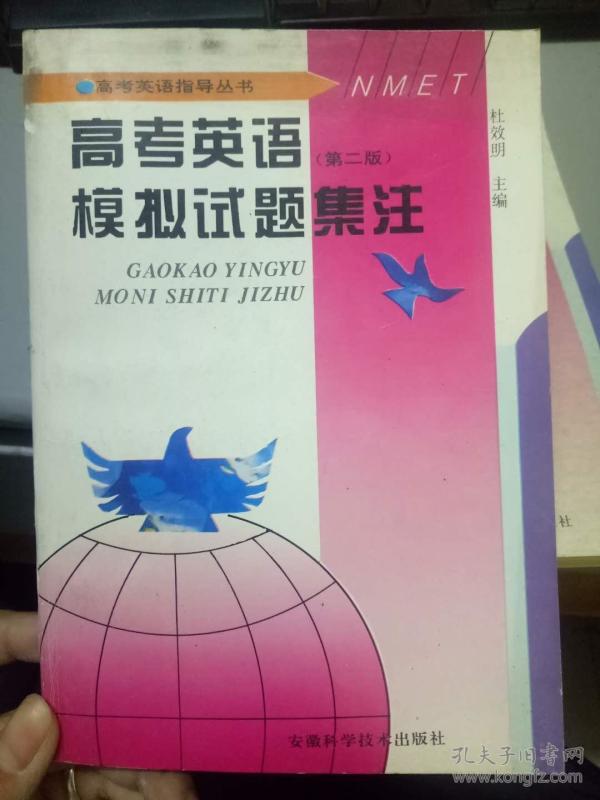 高考英语指导丛书
NMET
高考英语（第二版）
模拟试题集注
杜效明 主编
GAOKAO YINGYU
MONI SHITI JIZHU
安徽科学技术出版社
社
孔夫子旧书网
www.kongfz.com